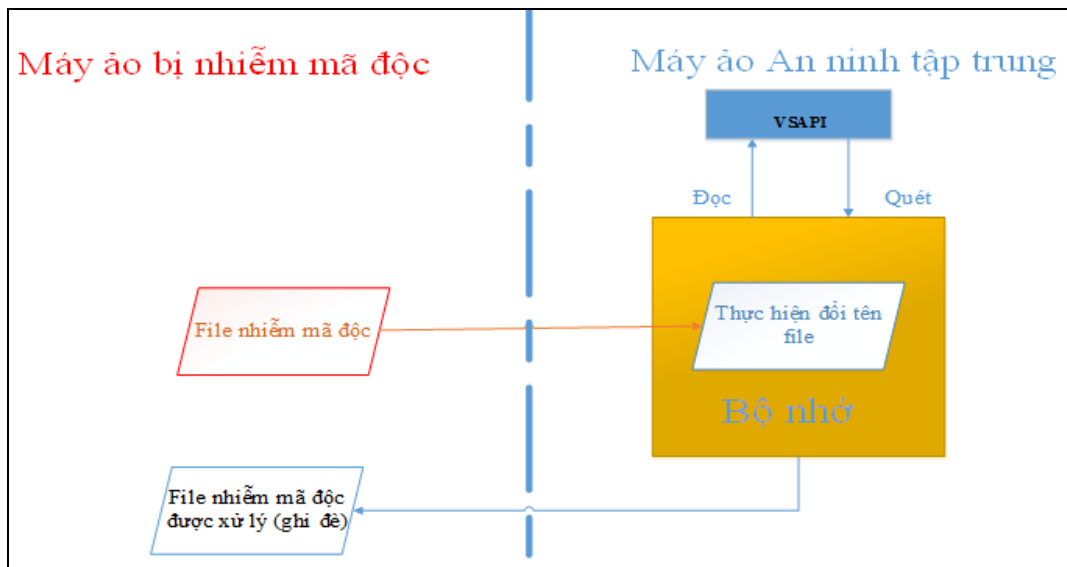 Máy ảo bị nhiễm mã độc
Máy ảo An ninh tập trung
VSAPI
Đọc
Quét
File nhiễm mã độc
Thực hiện đổi tên
file
Bộ nhớ
File nhiễm mã độc
được xử lý (ghi đè)